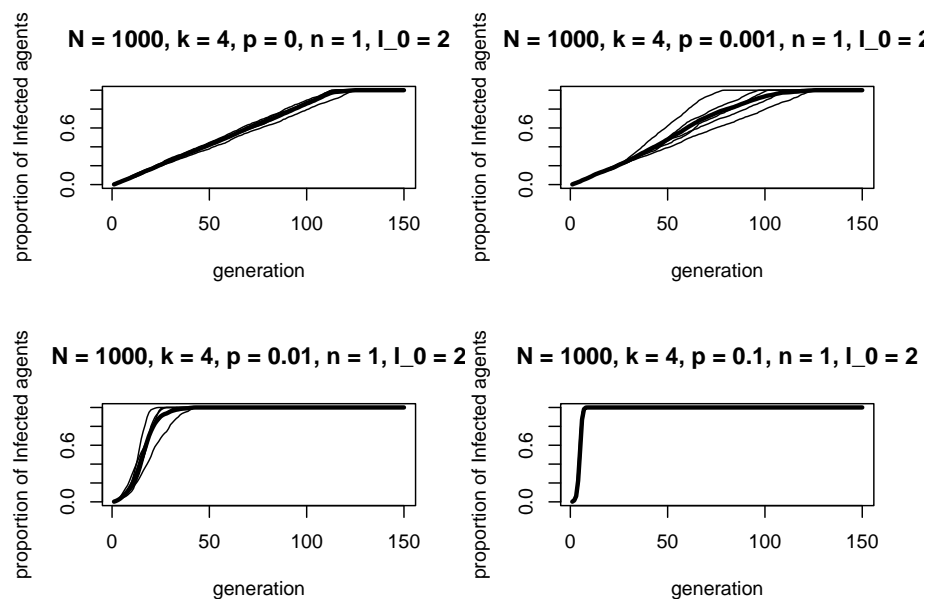 N = 1000, k = 4, p = 0, n = 1, I_0 = 2
proportion of Infected agents
0.0 0.6
0 50 100 150
generation
N = 1000, k = 4, p = 0.001, n = 1, I_0 = 2
proportion of Infected agents
0.0 0.6
0 50 100 150
generation
N = 1000, k = 4, p = 0.01, n = 1, I_0 = 2
proportion of Infected agents
0.0 0.6
0 50 100 150
generation
N = 1000, k = 4, p = 0.1, n = 1, I_0 = 2
proportion of Infected agents
0.0 0.6
0 50 100 150
generation